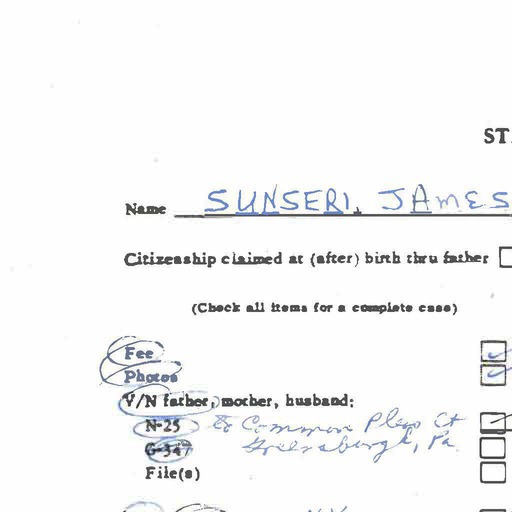 ST
Name SUNSERI, JAMES
Citizenship claimed at (after) birth thru father
(Check all items for a complete case)
Fee
Photos
V/N father, mother, husband:
N-25 to Common Pleas Ct
G-347 Greensburgh, Pa.
File(s)